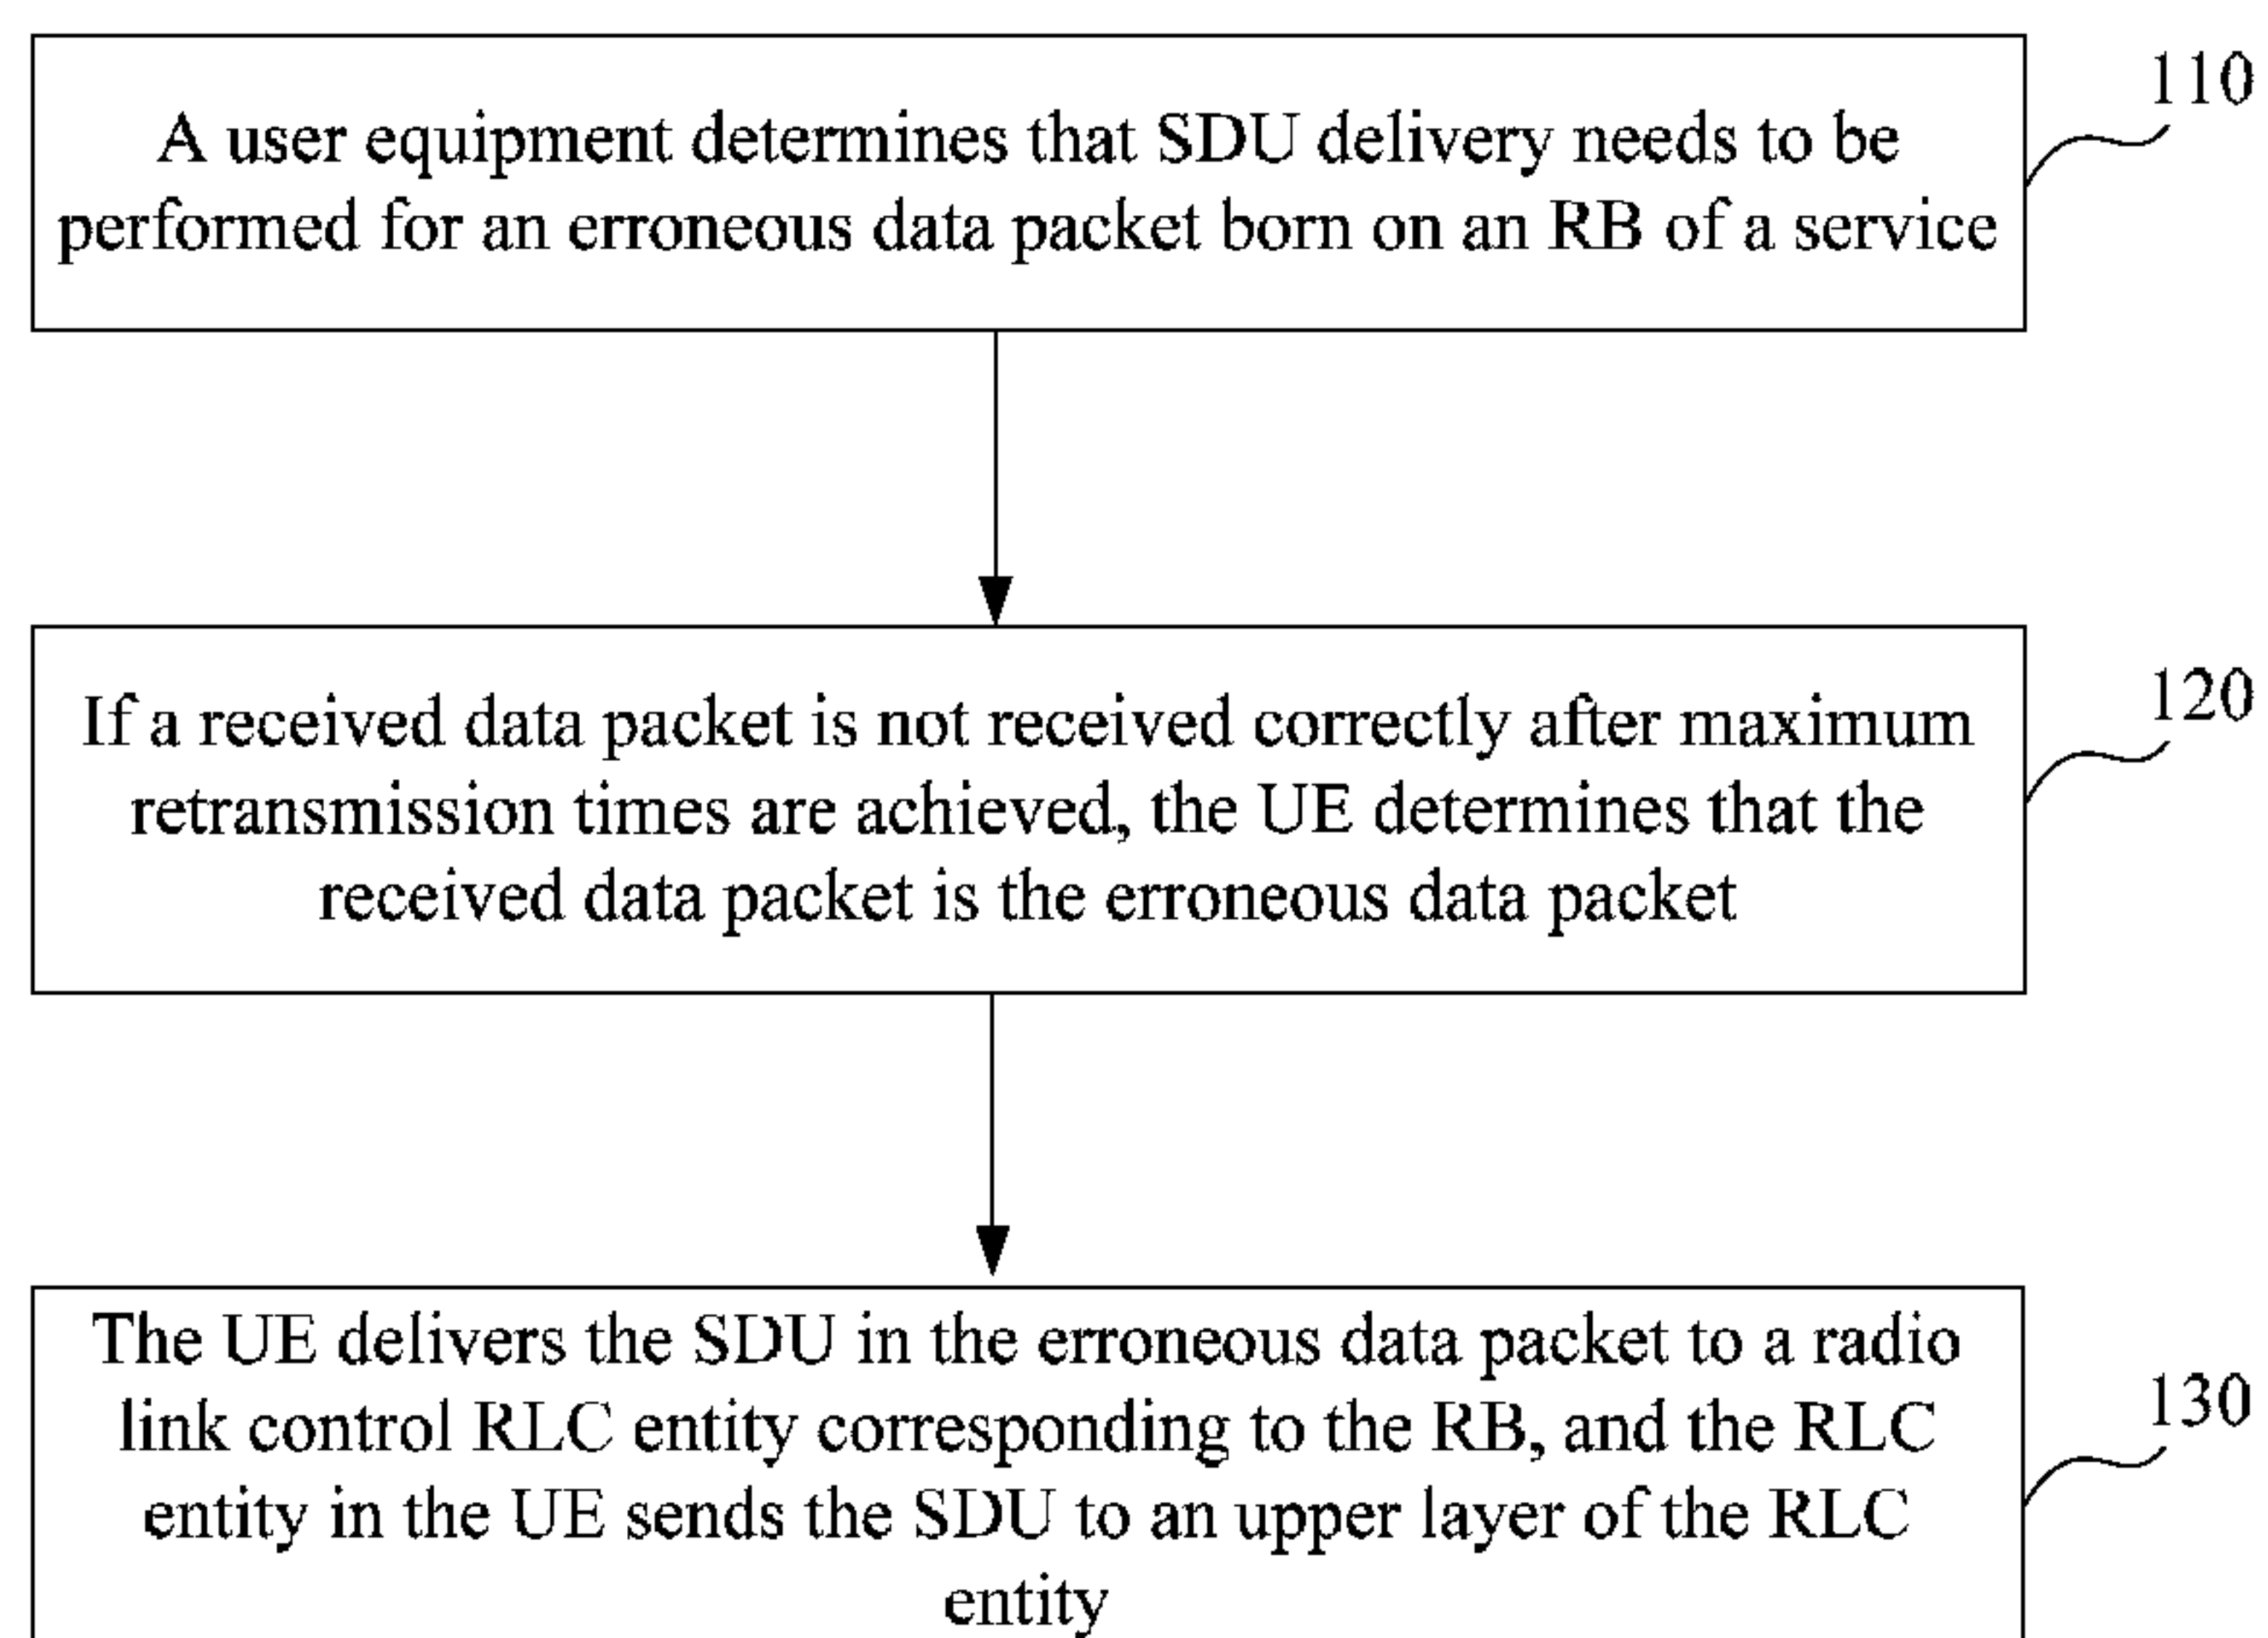 110
A user equipment determines that SDU delivery needs to be
performed for an erroneous data packet born on an RB of a service
120
If a received data packet is not received correctly after maximum
retransmission times are achieved, the UE determines that the
received data packet is the erroneous data packet
The UE delivers the SDU in the erroneous data packet to a radio
130
link control RLC entity corresponding to the RB, and the RLC
entity in the UE sends the SDU to an upper layer of the RLC
entity